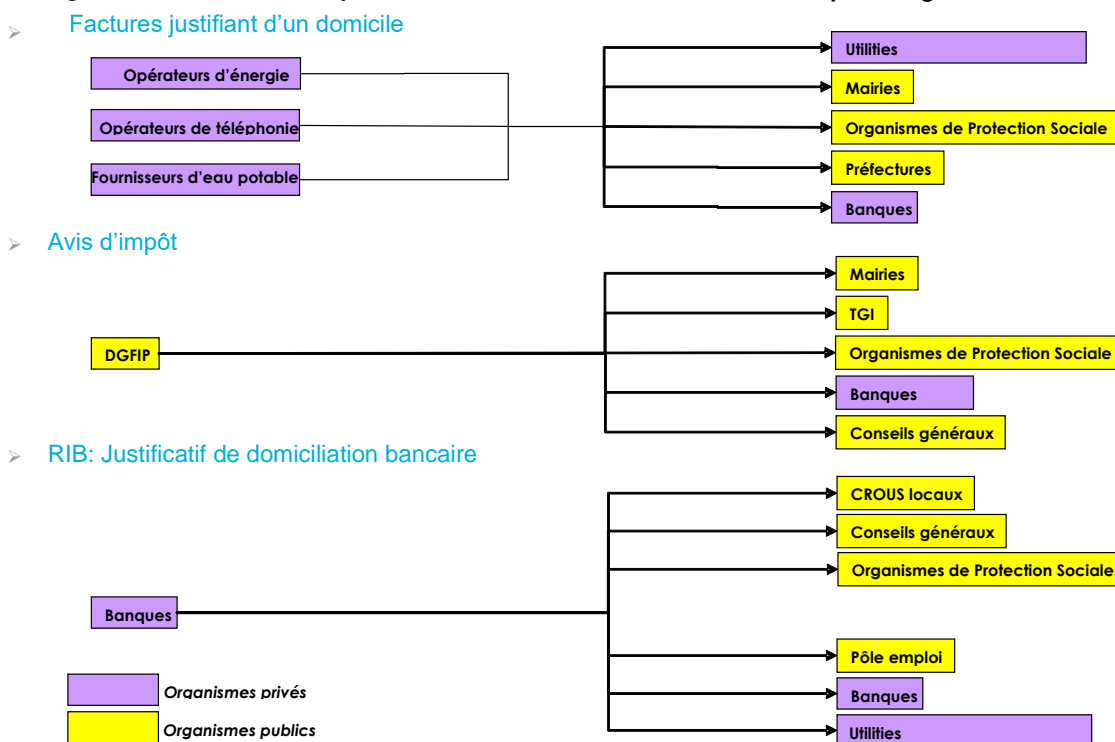 Factures justifiant d'un domicile
Opérateurs d'énergie
Opérateurs de téléphonie
Fournisseurs d'eau potable
Utilities
Mairies
Organismes de Protection Sociale
Préfectures
Banques
Avis d'impôt
DGFIP
Mairies
TGI
Organismes de Protection Sociale
Banques
Conseils généraux
RIB: Justificatif de domiciliation bancaire
Banques
CROUS locaux
Conseils généraux
Organismes de Protection Sociale
Pôle emploi
Banques
Utilities
Organismes privés
Organismes publics